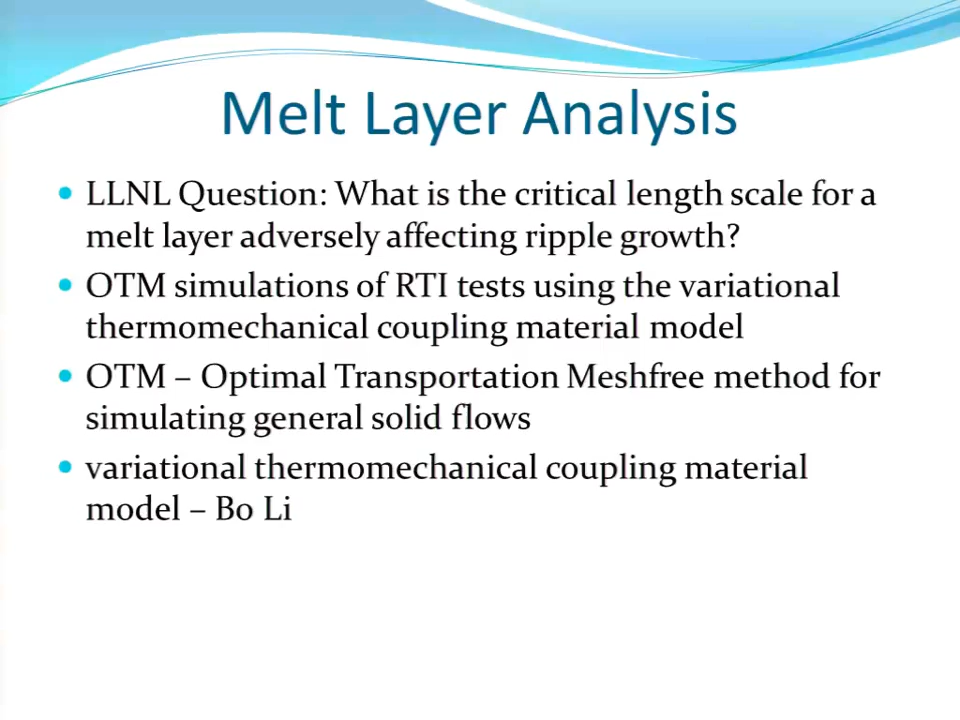 Melt Layer Analysis
• LLNL Question: What is the critical length scale for a
melt layer adversely affecting ripple growth?
• OTM simulations of RTI tests using the variational
thermomechanical coupling material model
• OTM – Optimal Transportation Meshfree method for
simulating general solid flows
• variational thermomechanical coupling material
model – Bo Li